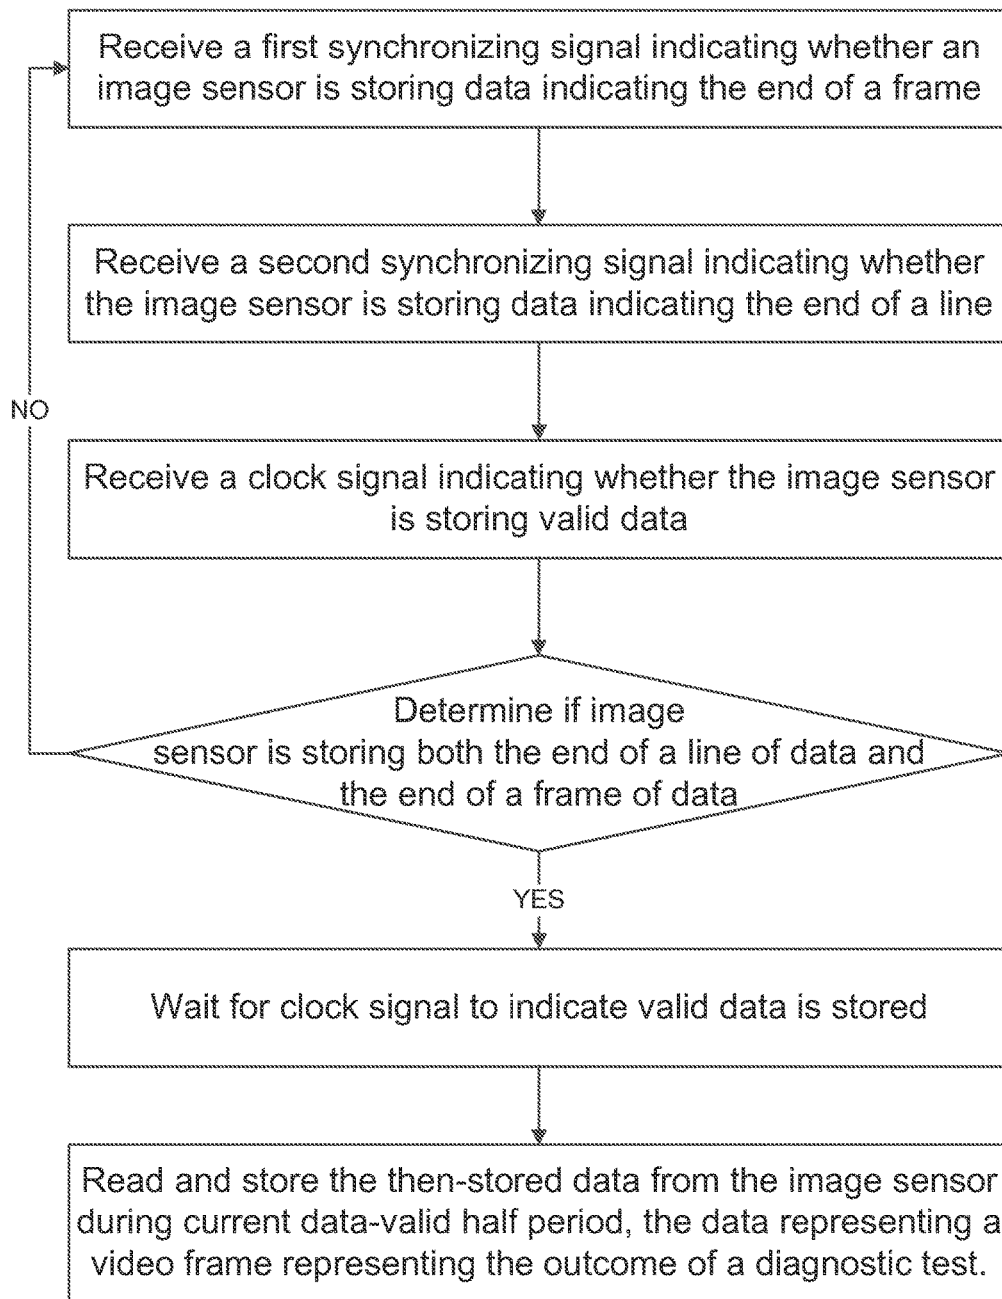 Receive a first synchronizing signal indicating whether an
image sensor is storing data indicating the end of a frame
Receive a second synchronizing signal indicating whether
the image sensor is storing data indicating the end of a line
NO
Receive a clock signal indicating whether the image sensor
is storing valid data
Determine if image
sensor is storing both the end of a line of data and
the end of a frame of data
YES
Wait for clock signal to indicate valid data is stored
Read and store the then-stored data from the image sensor
during current data-valid half period, the data representing a
video frame representing the outcome of a diagnostic test.